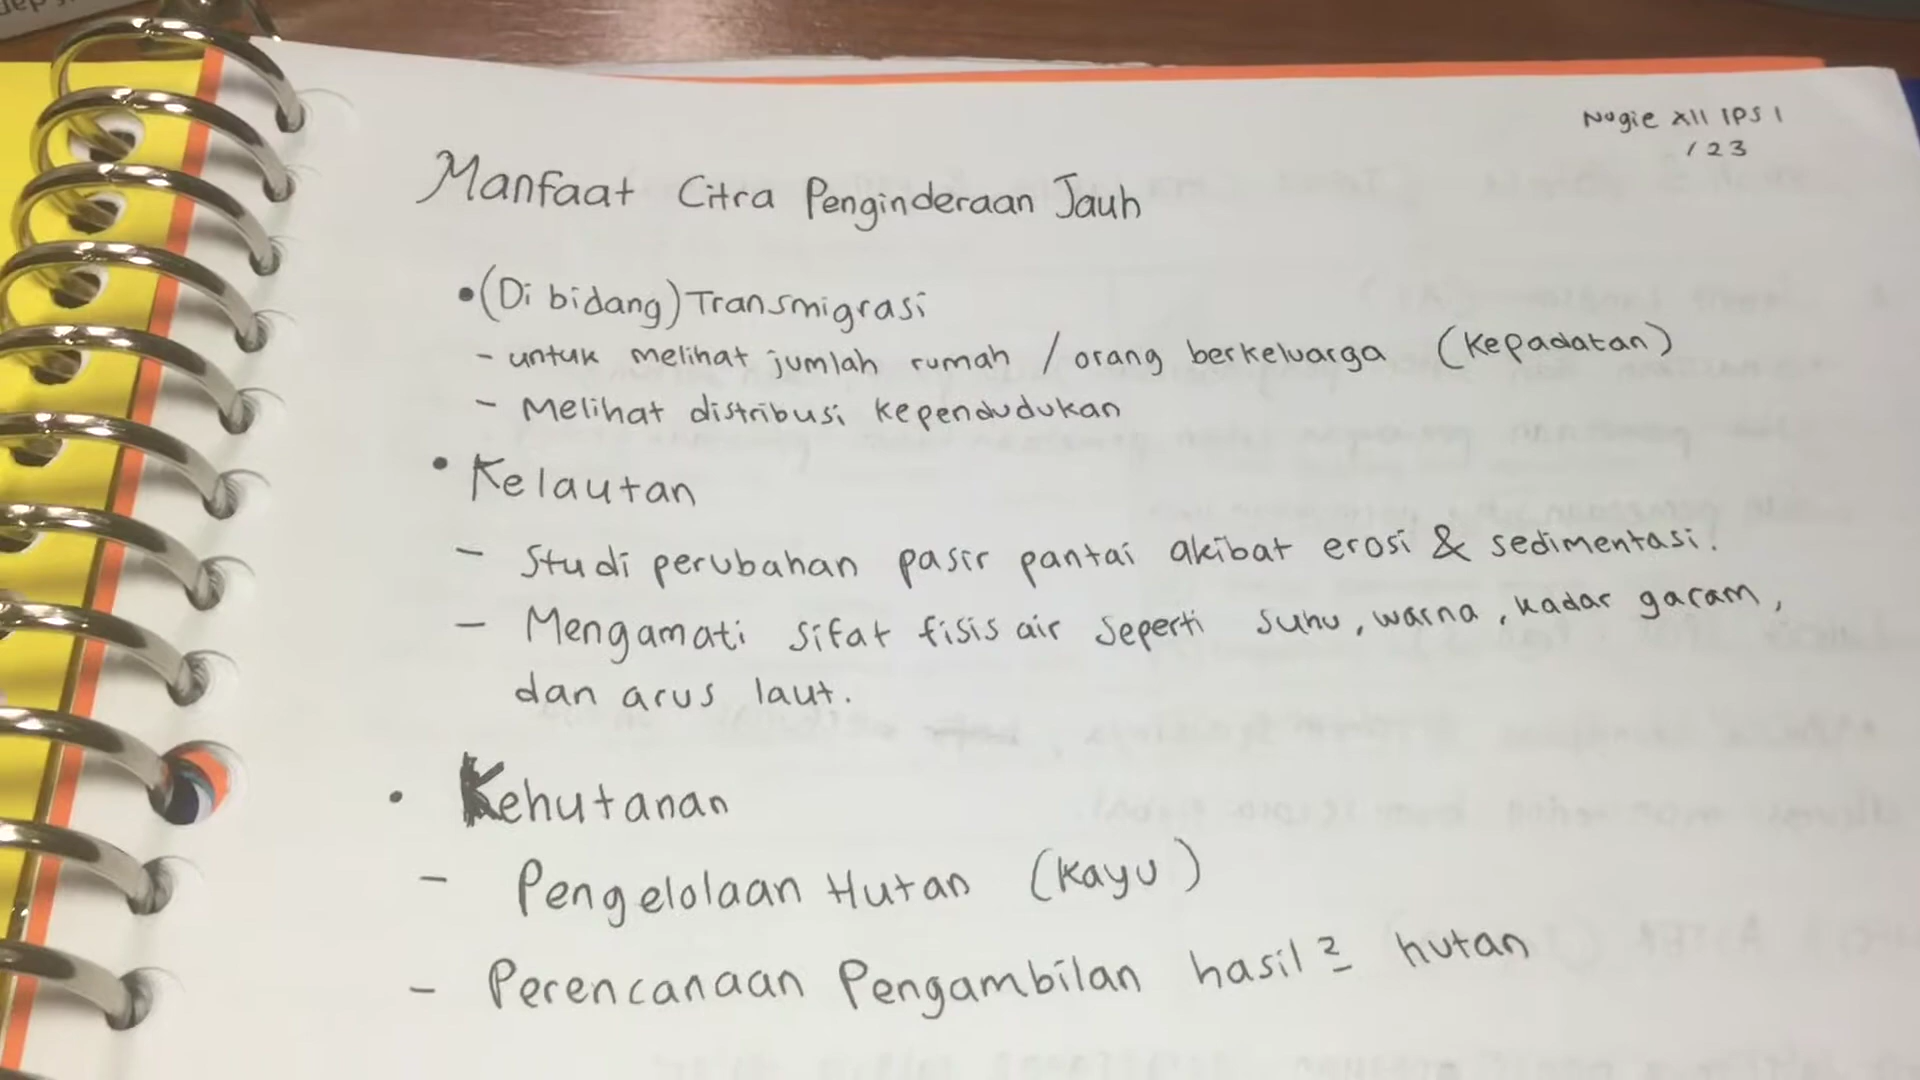 Nogie XII IPS 1
/ 23
Manfaat Citra Penginderaan Jauh
• (Di bidang) Transmigrasi
- untuk melihat jumlah rumah / orang berkeluarga (kepadatan)
- Melihat distribusi kependudukan
• Kelautan
- Studi perubahan pasir pantai akibat erosi & sedimentasi.
- Mengamati sifat fisis air seperti suhu, warna, kadar garam,
dan arus laut.
• Kehutanan
- Pengelolaan Hutan (kayu)
- Perencanaan Pengambilan hasil2 hutan